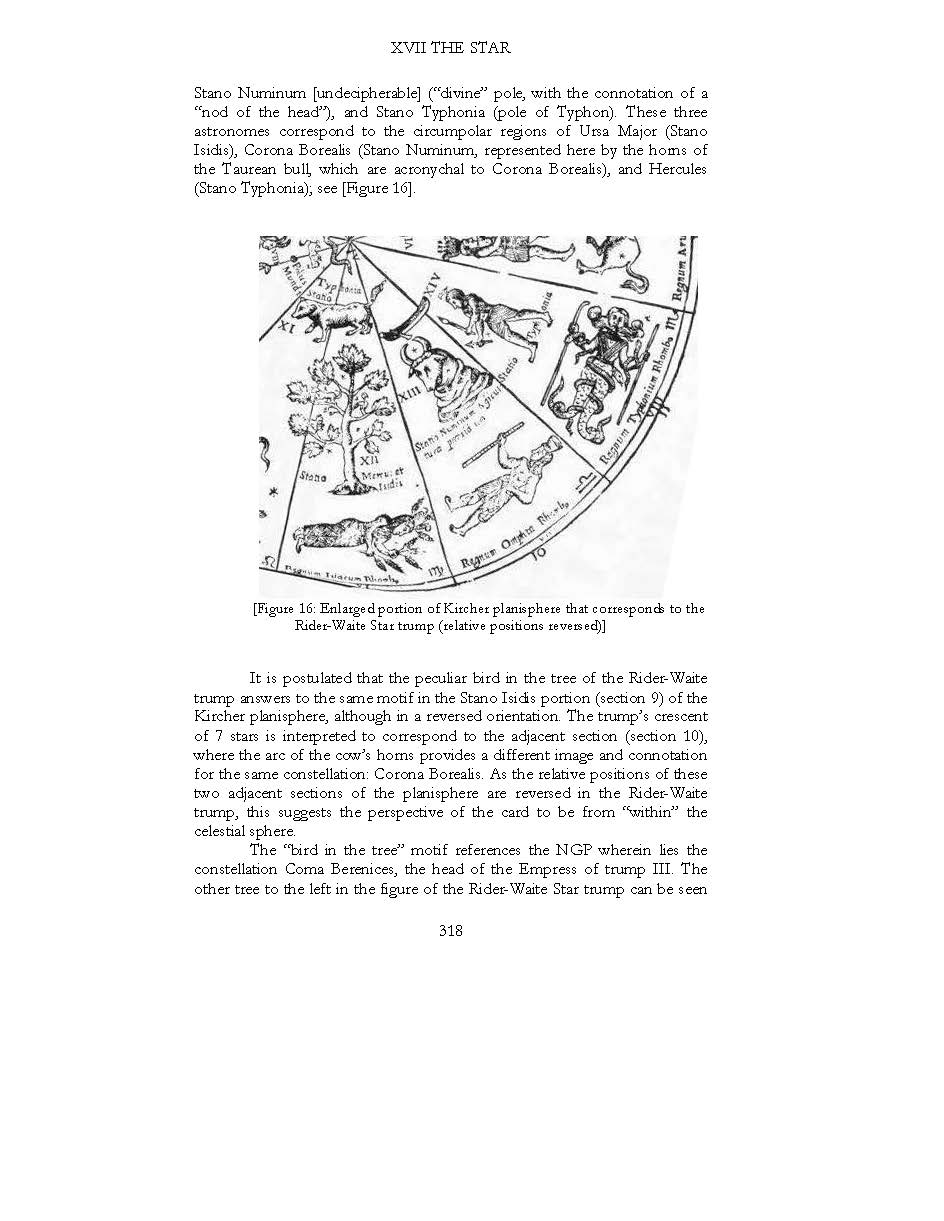 XVII THE STAR
Stano Numinum [undecipherable] (“divine” pole, with the connotation of a
“nod of the head”), and Stano Typhonia (pole of Typhon). These three
astronomes correspond to the circumpolar regions of Ursa Major (Stano
Isidis), Corona Borealis (Stano Numinum, represented here by the horns of
the Taurean bull, which are acronychal to Corona Borealis), and Hercules
(Stano Typhonia); see [Figure 16].
VI
Polus
Mundi
Typhonia
Statio
XI
XIV
Typhonia
Statio
XIII
Statio Numinum
XII
Statio
Isidis
Regnum
Regnum Typhonium Rhombo
VIII
♏
♎
Regnum Omphta Rhombo
10
♌
Regnum
♍
[Figure 16: Enlarged portion of Kircher planisphere that corresponds to the
Rider-Waite Star trump (relative positions reversed)]
It is postulated that the peculiar bird in the tree of the Rider-Waite
trump answers to the same motif in the Stano Isidis portion (section 9) of the
Kircher planisphere, although in a reversed orientation. The trump’s crescent
of 7 stars is interpreted to correspond to the adjacent section (section 10),
where the arc of the cow’s horns provides a different image and connotation
for the same constellation: Corona Borealis. As the relative positions of these
two adjacent sections of the planisphere are reversed in the Rider-Waite
trump, this suggests the perspective of the card to be from “within” the
celestial sphere.
The “bird in the tree” motif references the NGP wherein lies the
constellation Coma Berenices, the head of the Empress of trump III. The
other tree to the left in the figure of the Rider-Waite Star trump can be seen
318